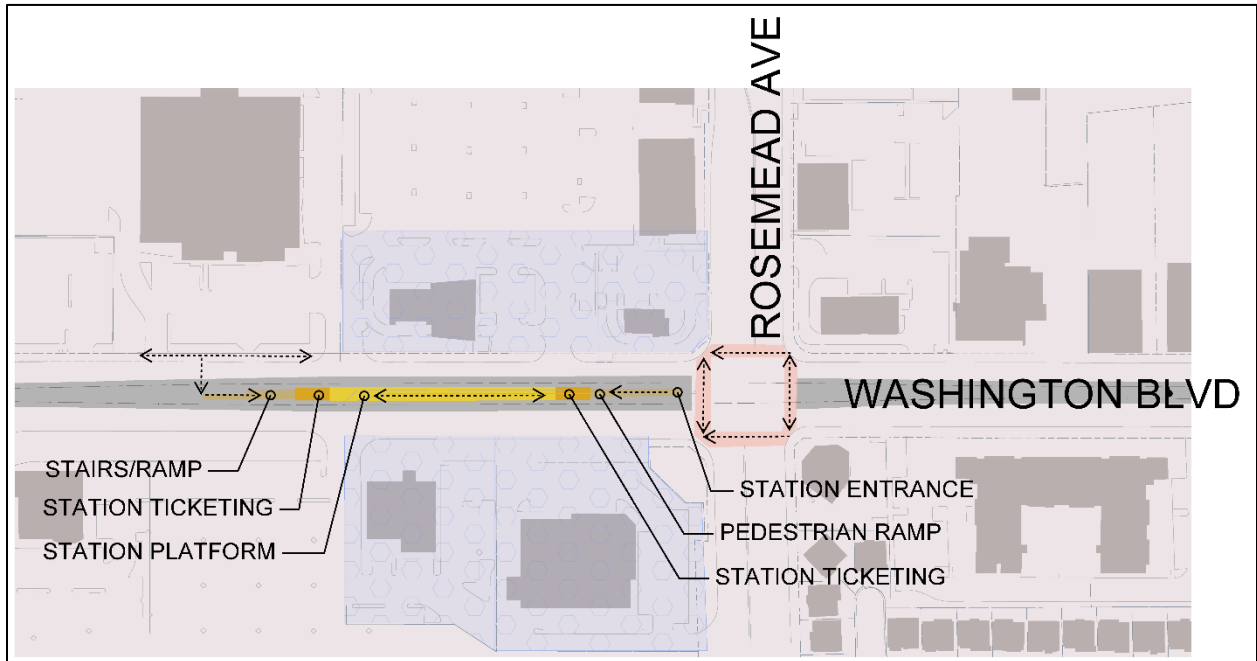 ROSEMEAD AVE
WASHINGTON BLVD
STAIRS/RAMP
STATION TICKETING
STATION PLATFORM
STATION ENTRANCE
PEDESTRIAN RAMP
STATION TICKETING